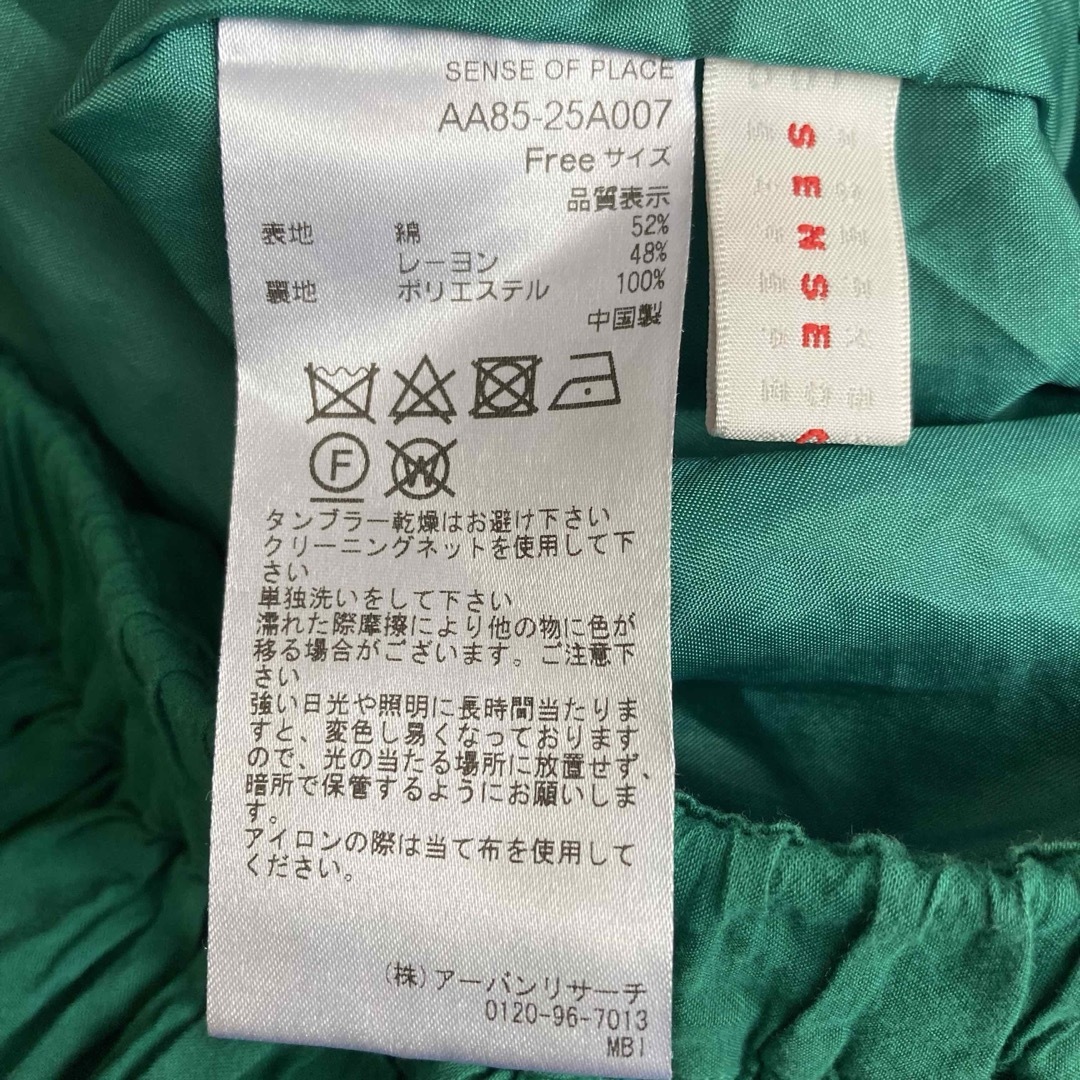 SENSE OF PLACE
AA85-25A007
Free サイズ
品質表示
表地 綿 52%
レーヨン 48%
裏地 ポリエステル 100%
中国製
F W
タンブラー乾燥はお避け下さい
クリーニングネットを使用して下
さい
単独洗いをして下さい
濡れた際摩擦により他の物に色が
移る場合がございます。ご注意下
さい
強い日光や照明に長時間当たりま
すと、変色し易くなっております
ので、光の当たる場所に放置せず、
暗所で保管するようにお願いしま
す。
アイロンの際は当て布を使用して
ください。
(株)アーバンリサーチ
0120-96-7013
MB1
SENSE